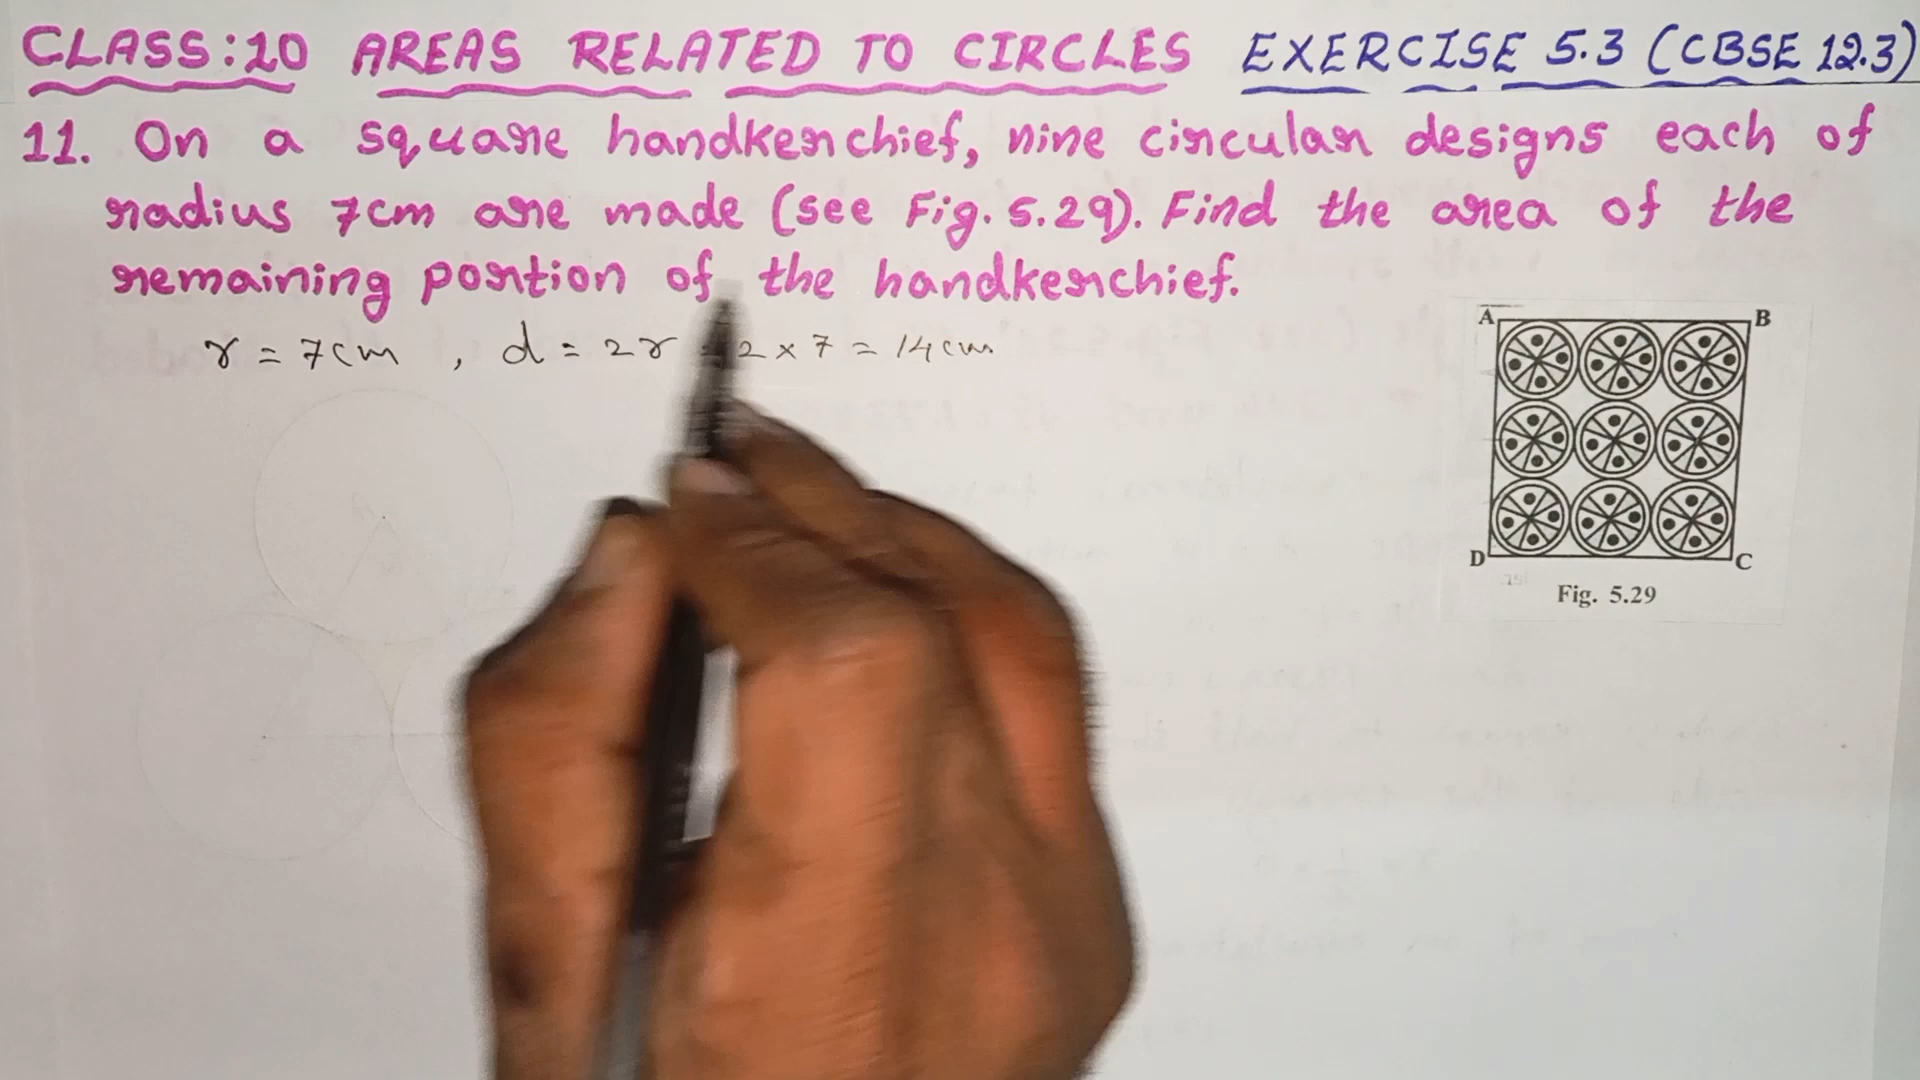 CLASS:10 AREAS RELATED TO CIRCLES EXERCISE 5.3 (CBSE 12.3)
11. On a square handkerchief, nine circular designs each of
radius 7cm are made (see Fig. 5.29). Find the area of the
remaining portion of the handkerchief.
r = 7cm , d = 2r = 2 x 7 = 14cm
A B
D C
Fig. 5.29